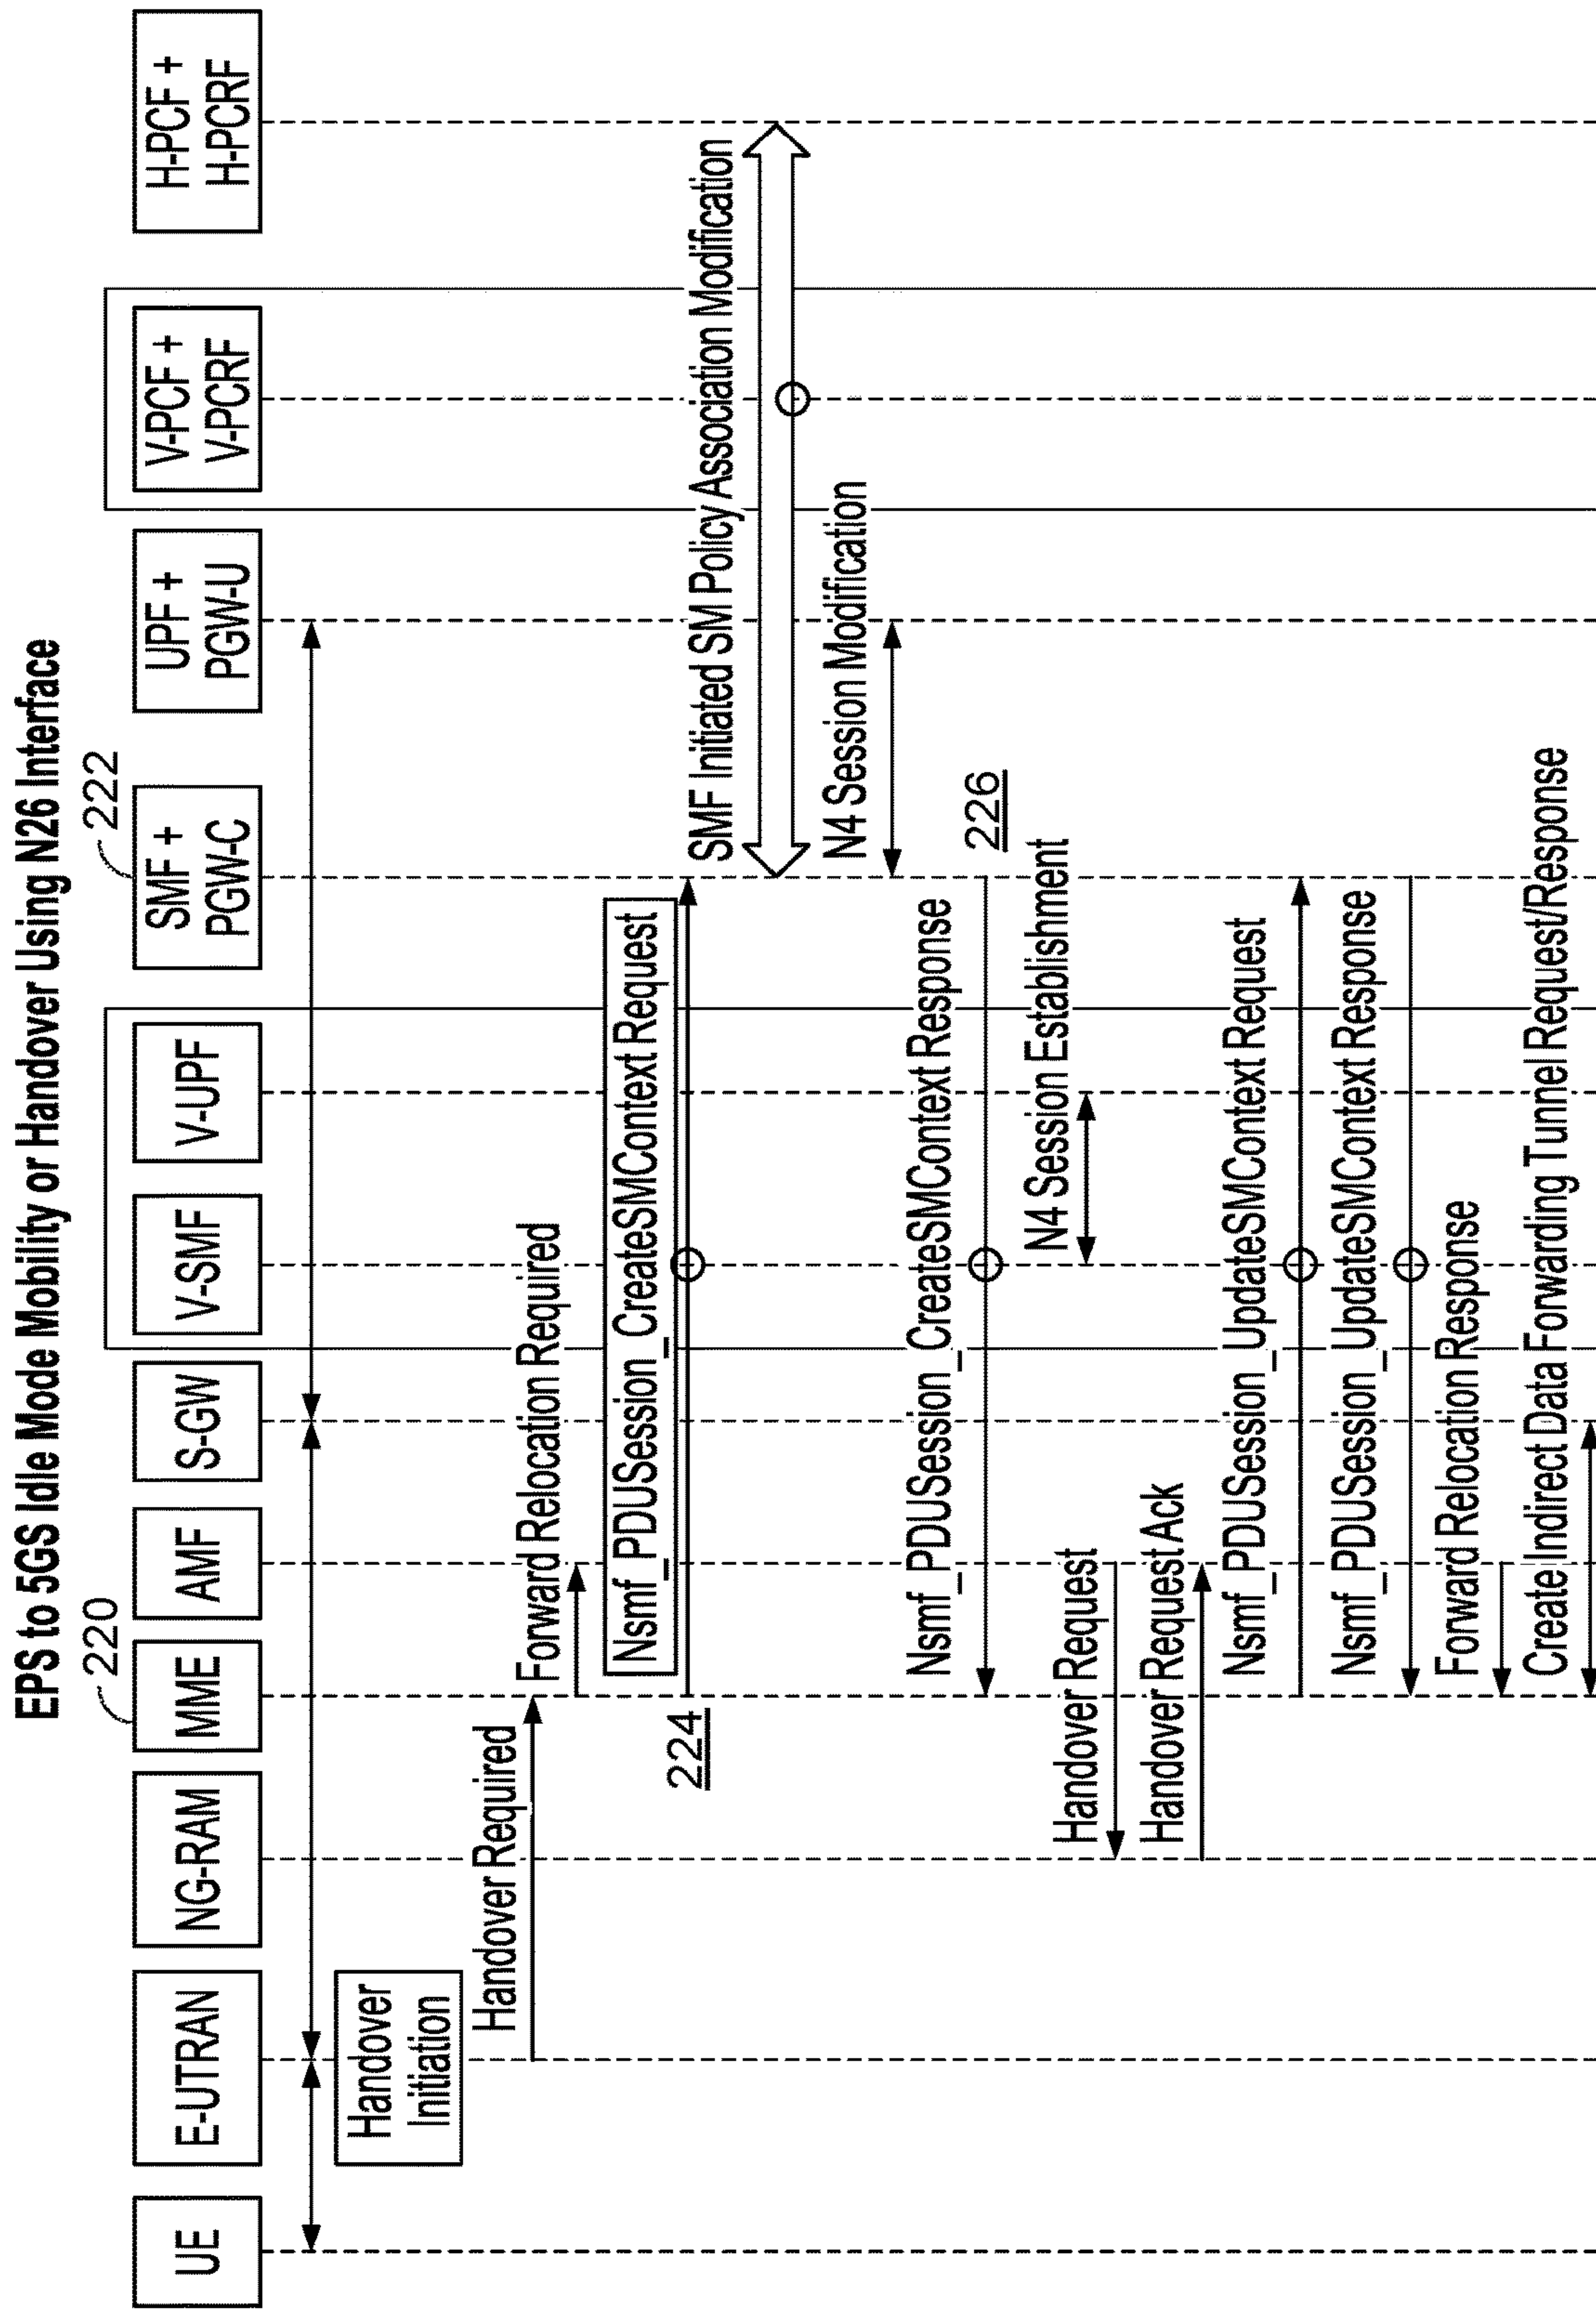 EPS to 5GS Idle Mode Mobility or Handover Using N26 Interface
220
222
UE
E-UTRAN
NG-RAM
MME
AMF
S-GW
V-SMF
V-UPF
SMF +
PGW-C
UPF +
PGW-U
V-PCF +
V-PCRF
H-PCF +
H-PCRF
Handover
Initiation
Handover Required
Forward Relocation Required
Nsmf_PDUSession_CreateSMContext Request
224
SMF Initiated SM Policy Association Modification
N4 Session Modification
Nsmf_PDUSession_CreateSMContext Response
226
N4 Session Establishment
Handover Request
Handover Request Ack
Nsmf_PDUSession_UpdateSMContext Request
Nsmf_PDUSession_UpdateSMContext Response
Forward Relocation Response
Create Indirect Data Forwarding Tunnel Request/Response